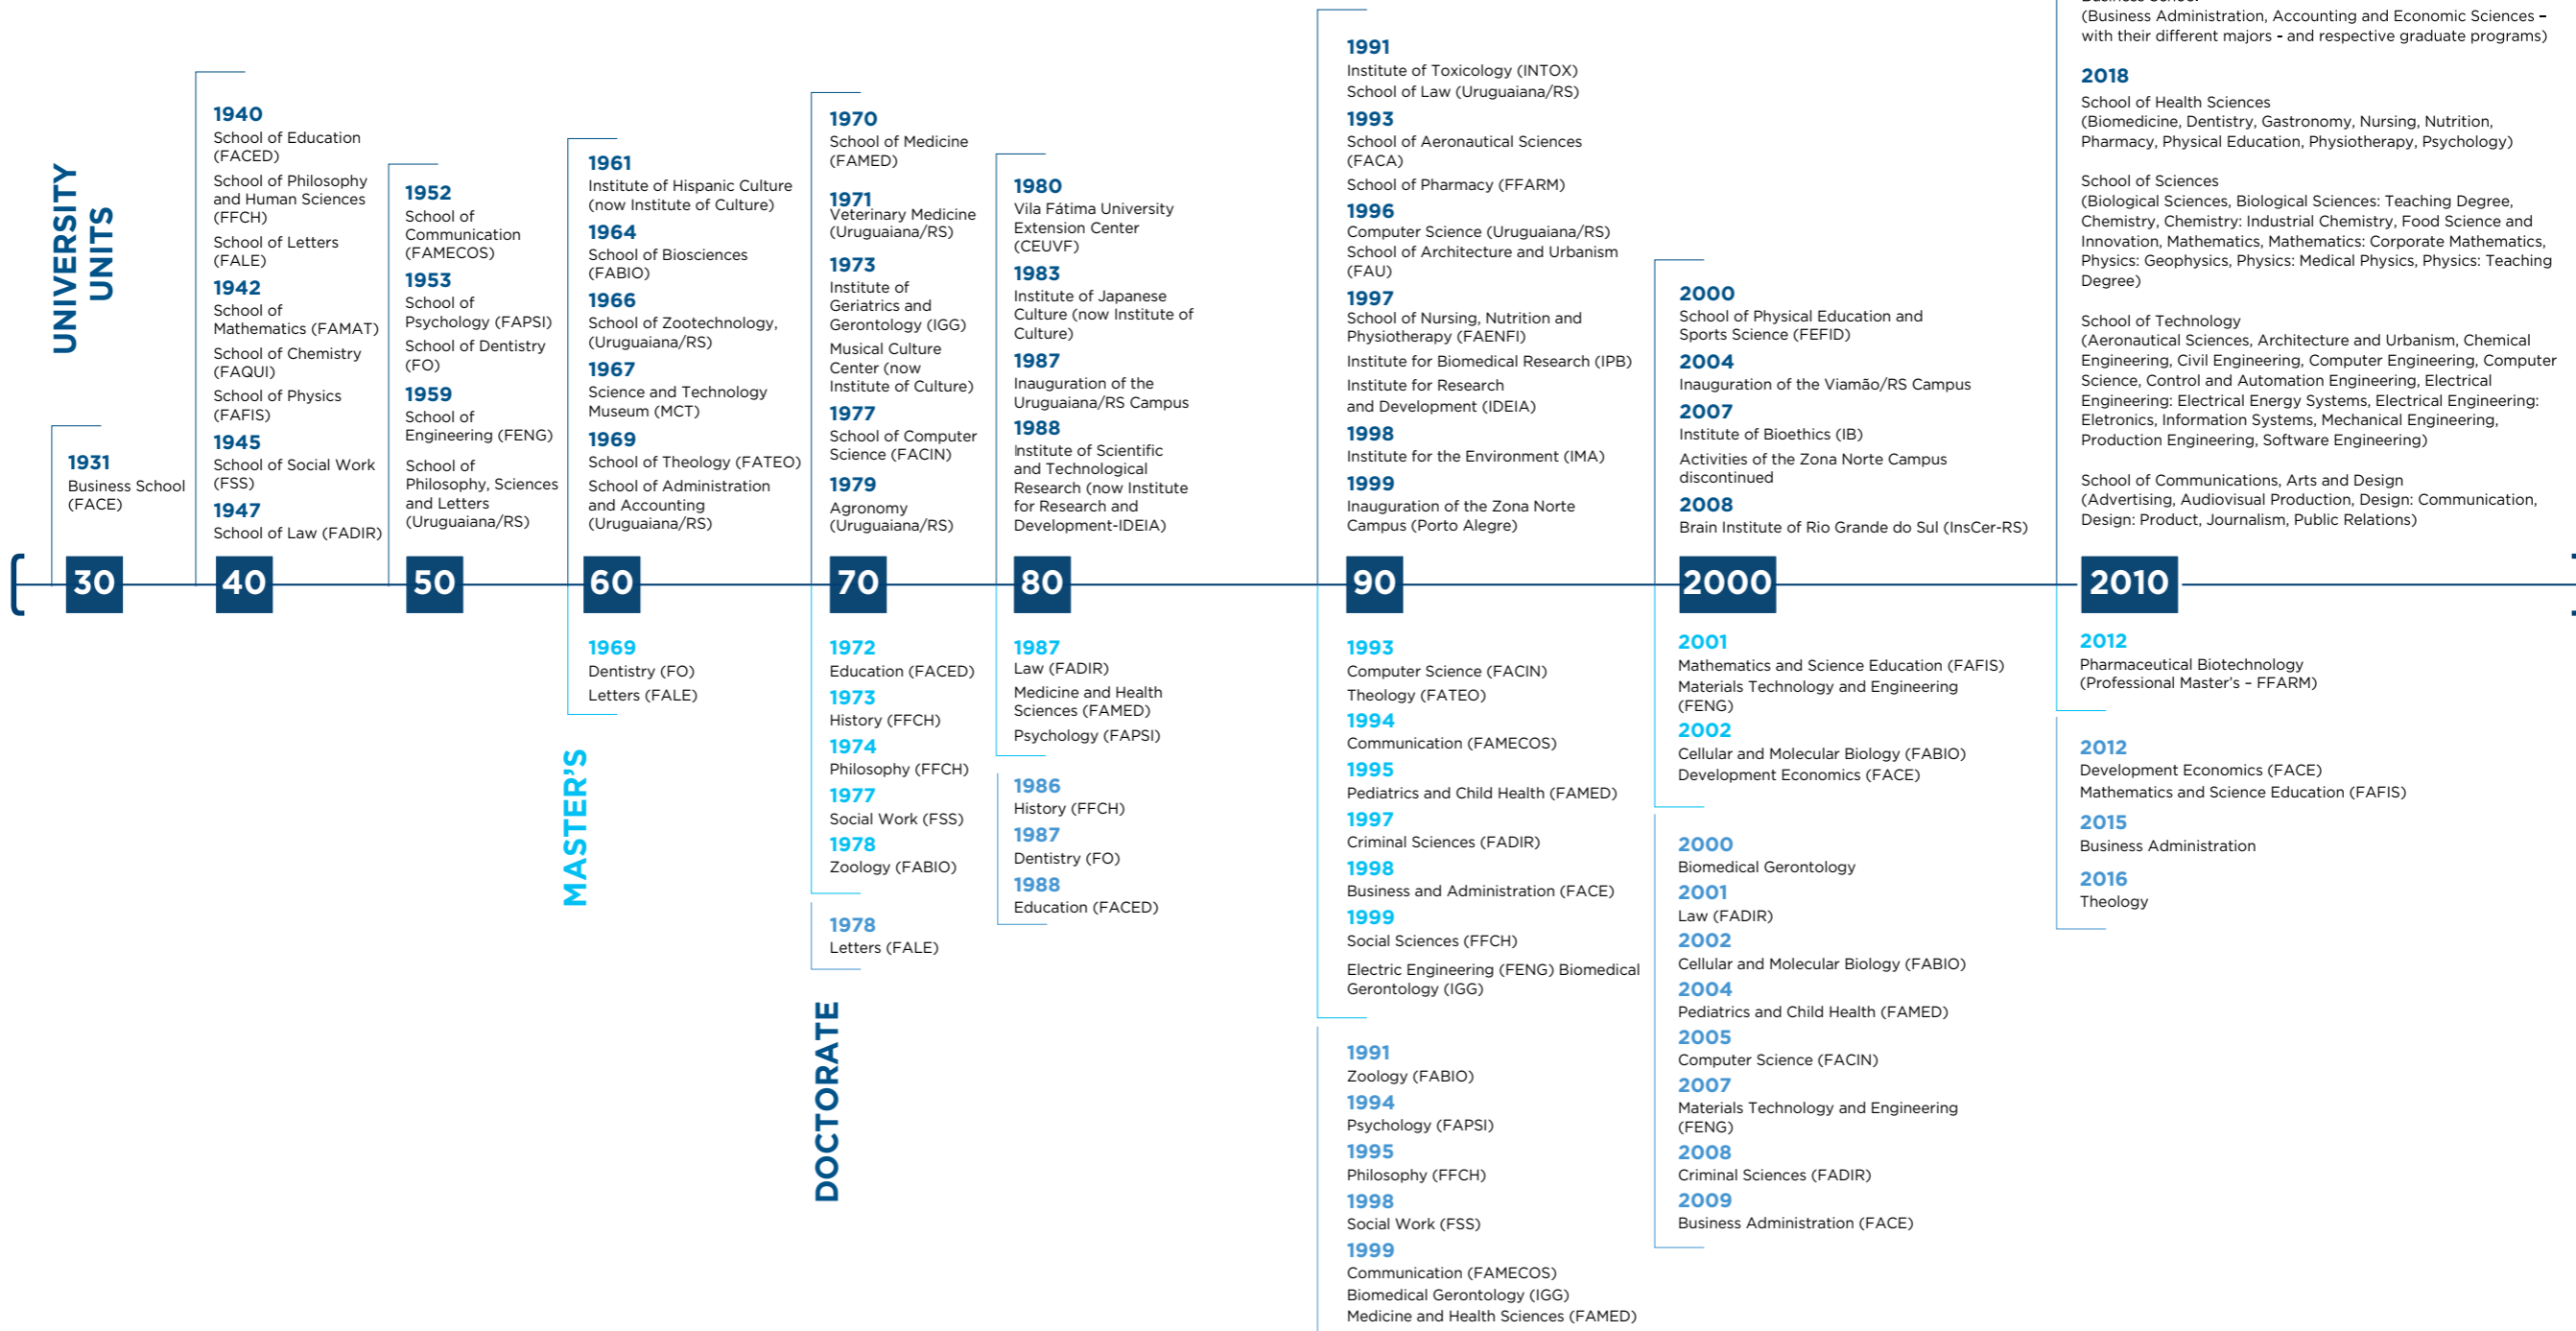 UNIVERSITY
UNITS
1931
Business School
(FACE)
1940
School of Education
(FACED)
School of Philosophy
and Human Sciences
(FFCH)
School of Letters
(FALE)
1942
School of
Mathematics (FAMAT)
School of Chemistry
(FAQUI)
School of Physics
(FAFIS)
1945
School of Social Work
(FSS)
1947
School of Law (FADIR)
1952
School of
Communication
(FAMECOS)
1953
School of
Psychology (FAPSI)
School of Dentistry
(FO)
1959
School of
Engineering (FENG)
School of
Philosophy, Sciences
and Letters
(Uruguaiana/RS)
1961
Institute of Hispanic Culture
(now Institute of Culture)
1964
School of Biosciences
(FABIO)
1966
School of Zootechnology,
(Uruguaiana/RS)
1967
Science and Technology
Museum (MCT)
1969
School of Theology (FATEO)
School of Administration
and Accounting
(Uruguaiana/RS)
1970
School of Medicine
(FAMED)
1971
Veterinary Medicine
(Uruguaiana/RS)
1973
Institute of
Geriatrics and
Gerontology (IGG)
Musical Culture
Center (now
Institute of Culture)
1977
School of Computer
Science (FACIN)
1979
Agronomy
(Uruguaiana/RS)
1980
Vila Fátima University
Extension Center
(CEUVF)
1983
Institute of Japanese
Culture (now Institute of
Culture)
1987
Inauguration of the
Uruguaiana/RS Campus
1988
Institute of Scientific
and Technological
Research (now Institute
for Research and
Development-IDEIA)
1991
Institute of Toxicology (INTOX)
School of Law (Uruguaiana/RS)
1993
School of Aeronautical Sciences
(FACA)
School of Pharmacy (FFARM)
1996
Computer Science (Uruguaiana/RS)
School of Architecture and Urbanism
(FAU)
1997
School of Nursing, Nutrition and
Physiotherapy (FAENFI)
Institute for Biomedical Research (IPB)
Institute for Research
and Development (IDEIA)
1998
Institute for the Environment (IMA)
1999
Inauguration of the Zona Norte
Campus (Porto Alegre)
2000
School of Physical Education and
Sports Science (FEFID)
2004
Inauguration of the Viamão/RS Campus
2007
Institute of Bioethics (IB)
Activities of the Zona Norte Campus
discontinued
2008
Brain Institute of Rio Grande do Sul (InsCer-RS)
(Business Administration, Accounting and Economic Sciences –
with their different majors - and respective graduate programs)
2018
School of Health Sciences
(Biomedicine, Dentistry, Gastronomy, Nursing, Nutrition,
Pharmacy, Physical Education, Physiotherapy, Psychology)
School of Sciences
(Biological Sciences, Biological Sciences: Teaching Degree,
Chemistry, Chemistry: Industrial Chemistry, Food Science and
Innovation, Mathematics, Mathematics: Corporate Mathematics,
Physics: Geophysics, Physics: Medical Physics, Physics: Teaching
Degree)
School of Technology
(Aeronautical Sciences, Architecture and Urbanism, Chemical
Engineering, Civil Engineering, Computer Engineering, Computer
Science, Control and Automation Engineering, Electrical
Engineering: Electrical Energy Systems, Electrical Engineering:
Eletronics, Information Systems, Mechanical Engineering,
Production Engineering, Software Engineering)
School of Communications, Arts and Design
(Advertising, Audiovisual Production, Design: Communication,
Design: Product, Journalism, Public Relations)
30
40
50
60
70
80
90
2000
2010
MASTER'S
1969
Dentistry (FO)
Letters (FALE)
1972
Education (FACED)
1973
History (FFCH)
1974
Philosophy (FFCH)
1977
Social Work (FSS)
1978
Zoology (FABIO)
1987
Law (FADIR)
Medicine and Health
Sciences (FAMED)
Psychology (FAPSI)
1993
Computer Science (FACIN)
Theology (FATEO)
1994
Communication (FAMECOS)
1995
Pediatrics and Child Health (FAMED)
1997
Criminal Sciences (FADIR)
1998
Business and Administration (FACE)
1999
Social Sciences (FFCH)
Electric Engineering (FENG) Biomedical
Gerontology (IGG)
2001
Mathematics and Science Education (FAFIS)
Materials Technology and Engineering
(FENG)
2002
Cellular and Molecular Biology (FABIO)
Development Economics (FACE)
2012
Pharmaceutical Biotechnology
(Professional Master's – FFARM)
DOCTORATE
1978
Letters (FALE)
1986
History (FFCH)
1987
Dentistry (FO)
1988
Education (FACED)
1991
Zoology (FABIO)
1994
Psychology (FAPSI)
1995
Philosophy (FFCH)
1998
Social Work (FSS)
1999
Communication (FAMECOS)
Biomedical Gerontology (IGG)
Medicine and Health Sciences (FAMED)
2000
Biomedical Gerontology
2001
Law (FADIR)
2002
Cellular and Molecular Biology (FABIO)
2004
Pediatrics and Child Health (FAMED)
2005
Computer Science (FACIN)
2007
Materials Technology and Engineering
(FENG)
2008
Criminal Sciences (FADIR)
2009
Business Administration (FACE)
2012
Development Economics (FACE)
Mathematics and Science Education (FAFIS)
2015
Business Administration
2016
Theology